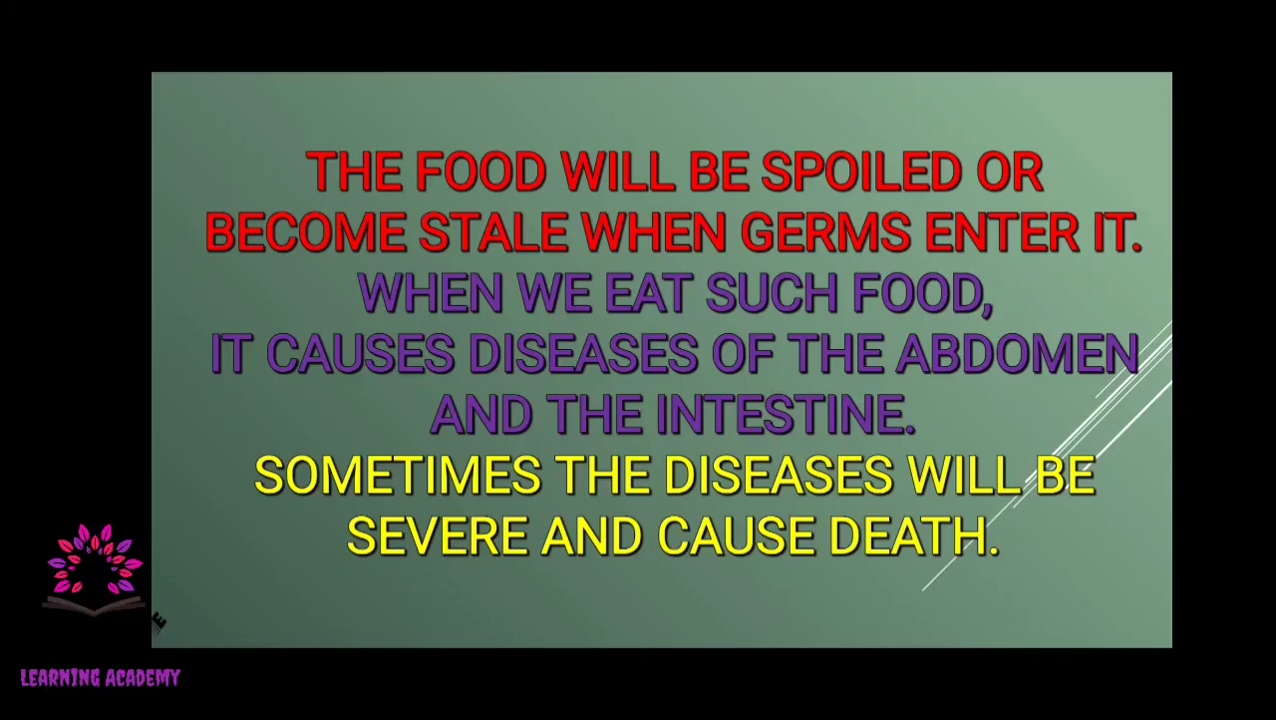 THE FOOD WILL BE SPOILED OR
BECOME STALE WHEN GERMS ENTER IT.
WHEN WE EAT SUCH FOOD,
IT CAUSES DISEASES OF THE ABDOMEN
AND THE INTESTINE.
SOMETIMES THE DISEASES WILL BE
SEVERE AND CAUSE DEATH.
LEARNING ACADEMY